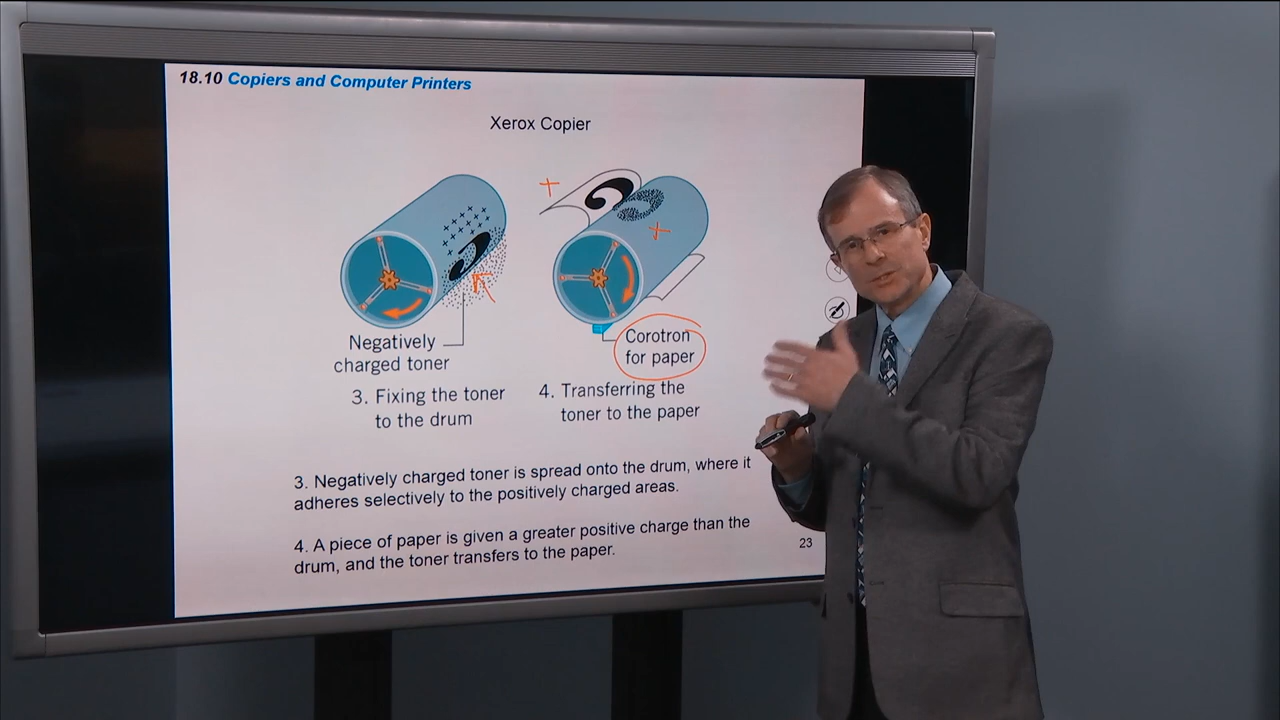 18.10 Copiers and Computer Printers
Xerox Copier
+
+
Negatively
charged toner
Corotron
for paper
3. Fixing the toner
to the drum
4. Transferring the
toner to the paper
3. Negatively charged toner is spread onto the drum, where it
adheres selectively to the positively charged areas.
4. A piece of paper is given a greater positive charge than the
drum, and the toner transfers to the paper.
23